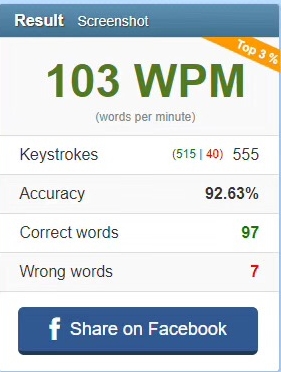 Result Screenshot
Top 3 %
103 WPM
(words per minute)
Keystrokes (515 | 40) 555
Accuracy 92.63%
Correct words 97
Wrong words 7
f Share on Facebook